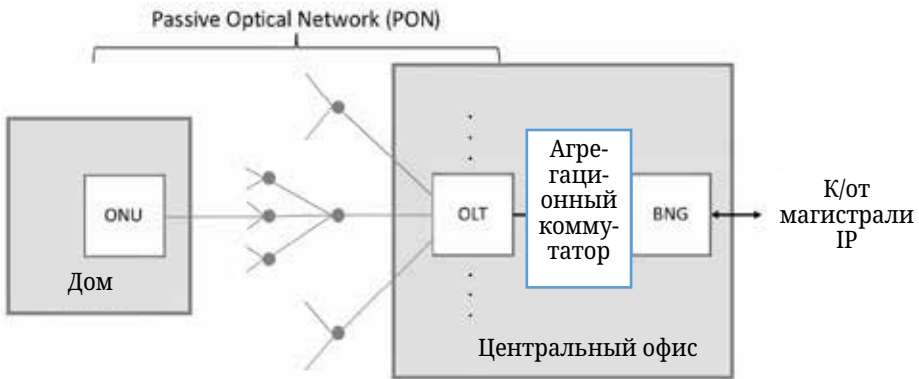 Passive Optical Network (PON)
ONU
Дом
OLT
Агре-
гаци-
онный
комму-
татор
BNG
К/от
магистрали
IP
Центральный офис